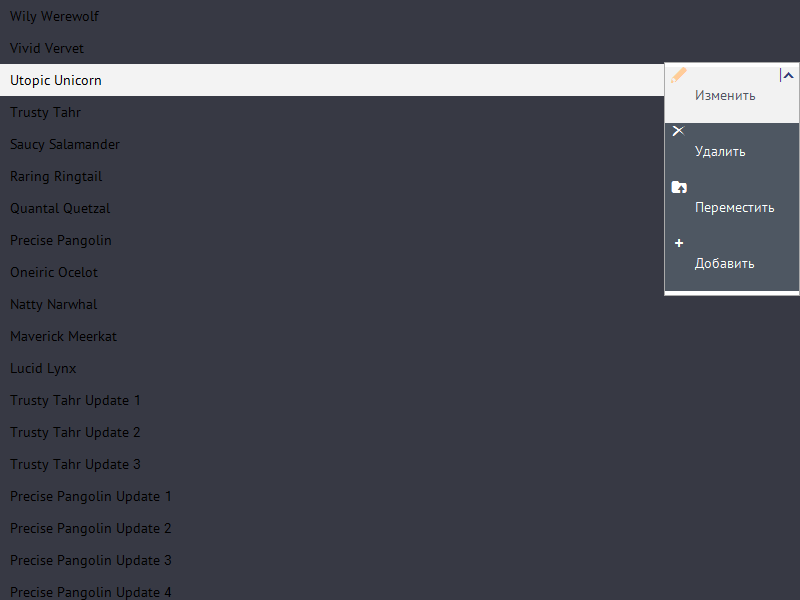 Wily Werewolf
Vivid Vervet
Utopic Unicorn
Изменить
Trusty Tahr
Saucy Salamander
Удалить
Raring Ringtail
Quantal Quetzal
Переместить
Precise Pangolin
Oneiric Ocelot
Добавить
Natty Narwhal
Maverick Meerkat
Lucid Lynx
Trusty Tahr Update 1
Trusty Tahr Update 2
Trusty Tahr Update 3
Precise Pangolin Update 1
Precise Pangolin Update 2
Precise Pangolin Update 3
Precise Pangolin Update 4